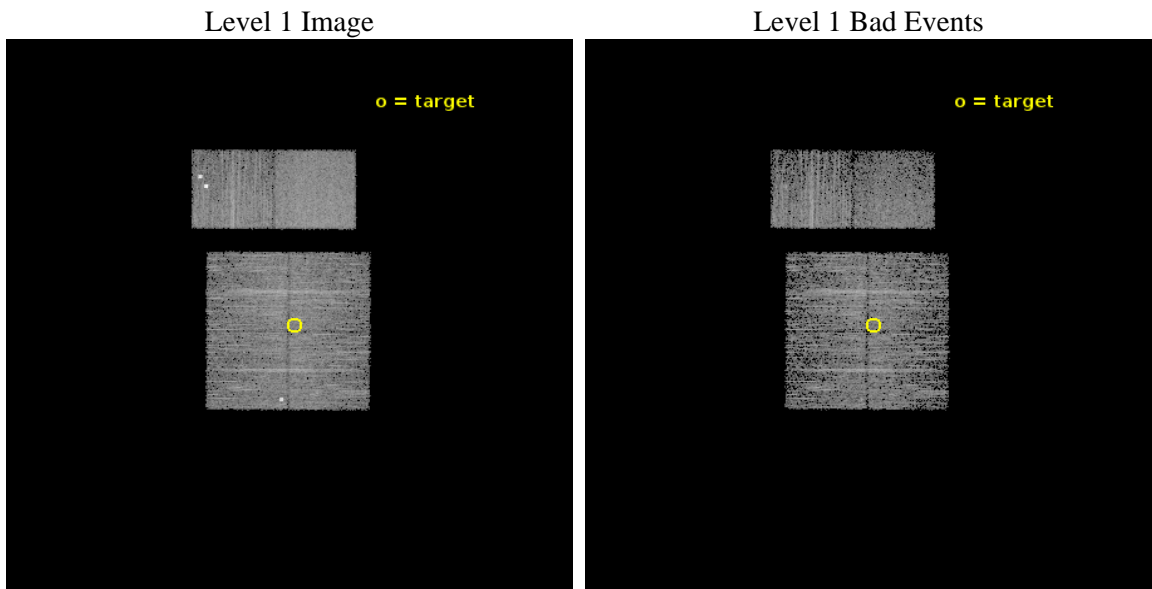 Level 1 Image
Level 1 Bad Events
o = target
o = target